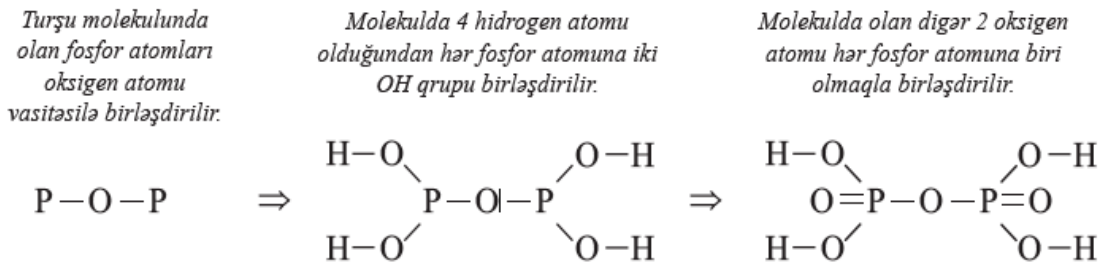 Turşu molekulunda
olan fosfor atomları
oksigen atomu
vasitəsilə birləşdirilir.
Molekulda 4 hidrogen atomu
olduğundan hər fosfor atomuna iki
OH qrupu birləşdirilir.
Molekulda olan digər 2 oksigen
atomu hər fosfor atomuna biri
olmaqla birləşdirilir.
P—O—P
⇒
H—O O—H
P—O—P
H—O O—H
⇒
H—O O—H
O=P—O—P=O
H—O O—H